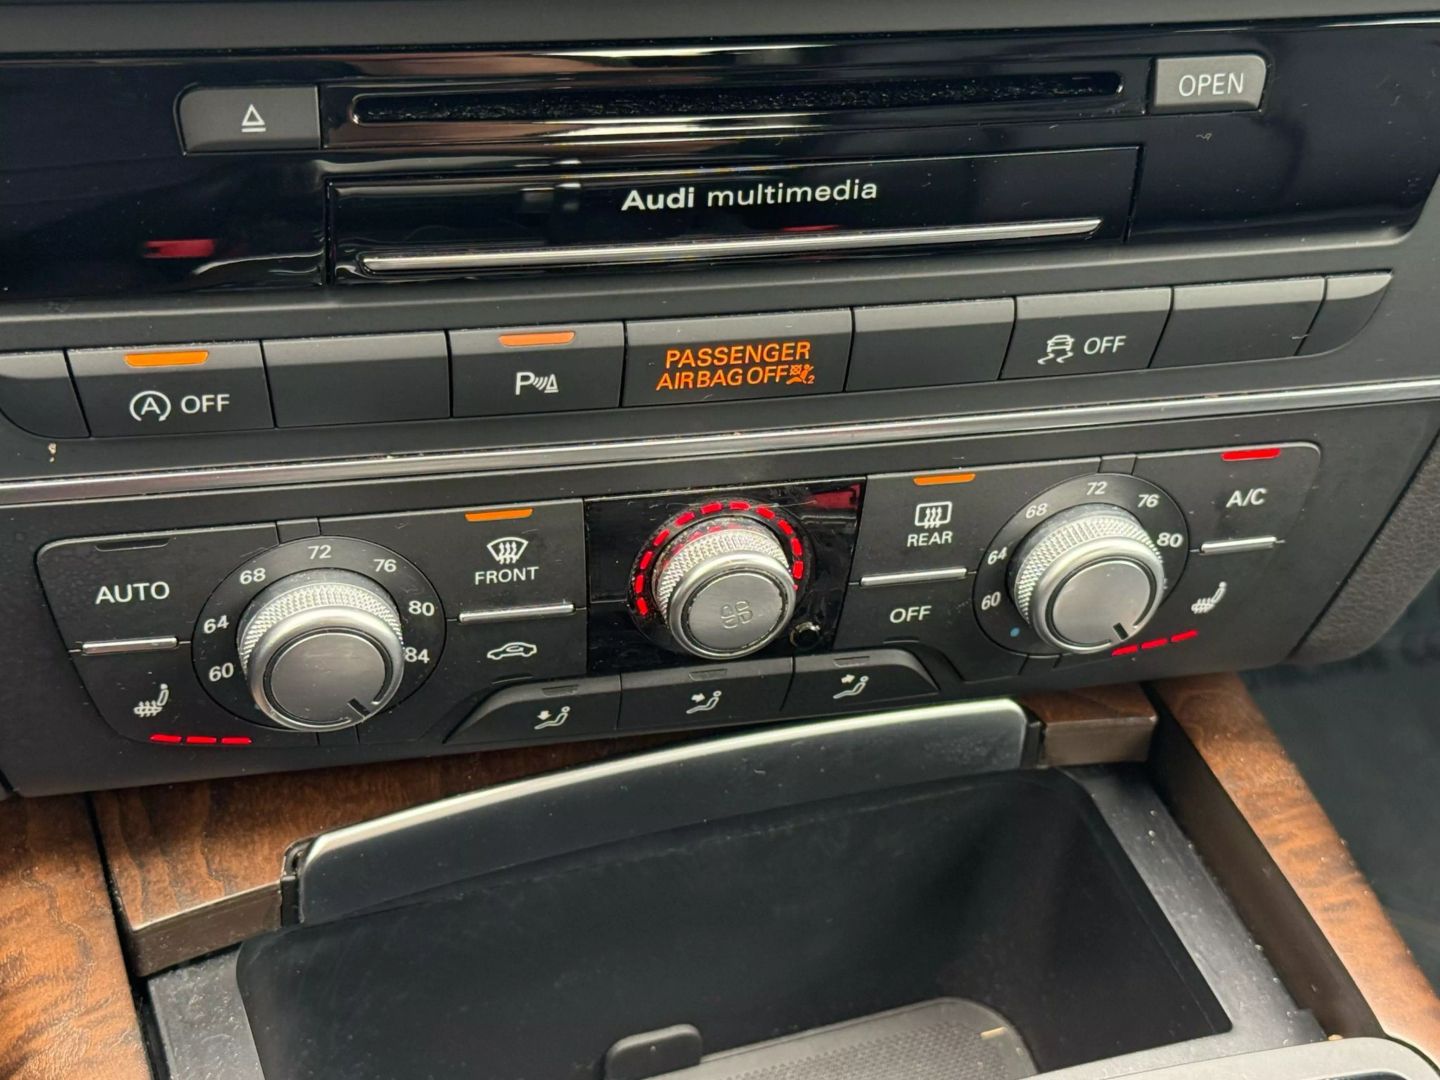 OPEN
Audi multimedia
A OFF
P
PASSENGER
AIR BAG OFF 2
OFF
AUTO
60
64
68
72
76
80
84
FRONT
REAR
OFF
60
64
68
72
76
80
A/C